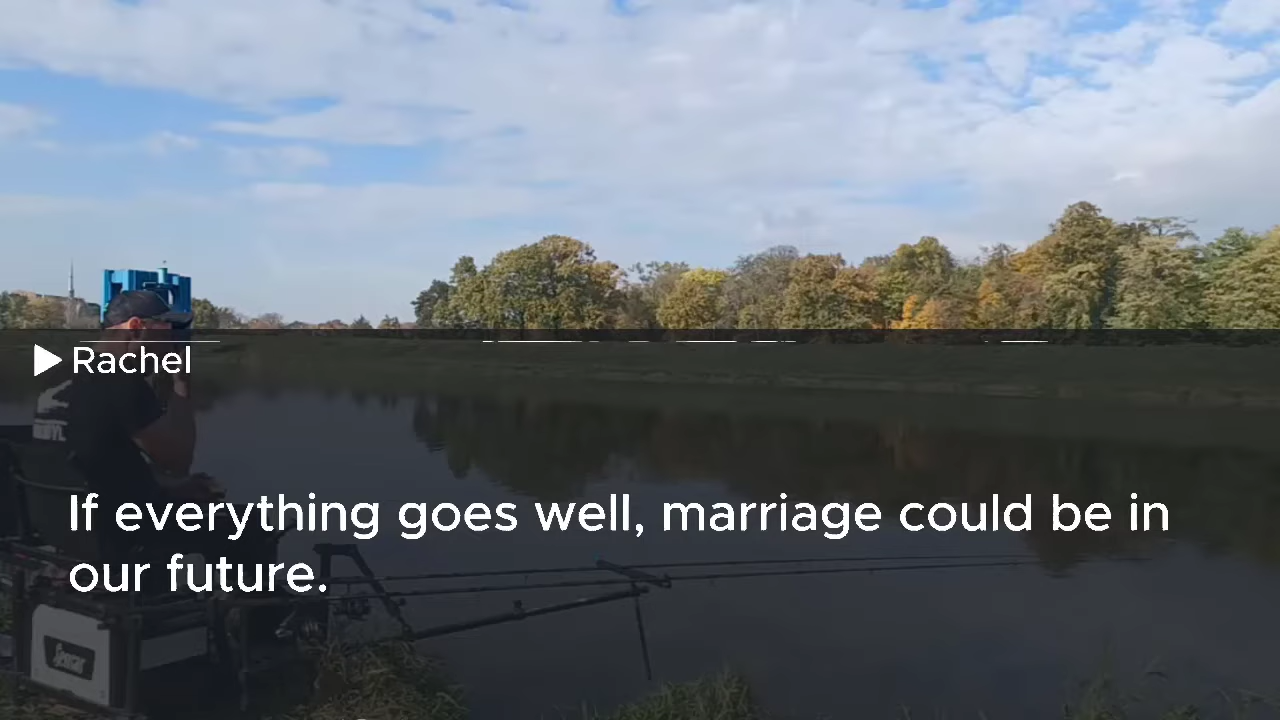 Rachel
If everything goes well, marriage could be in
our future.